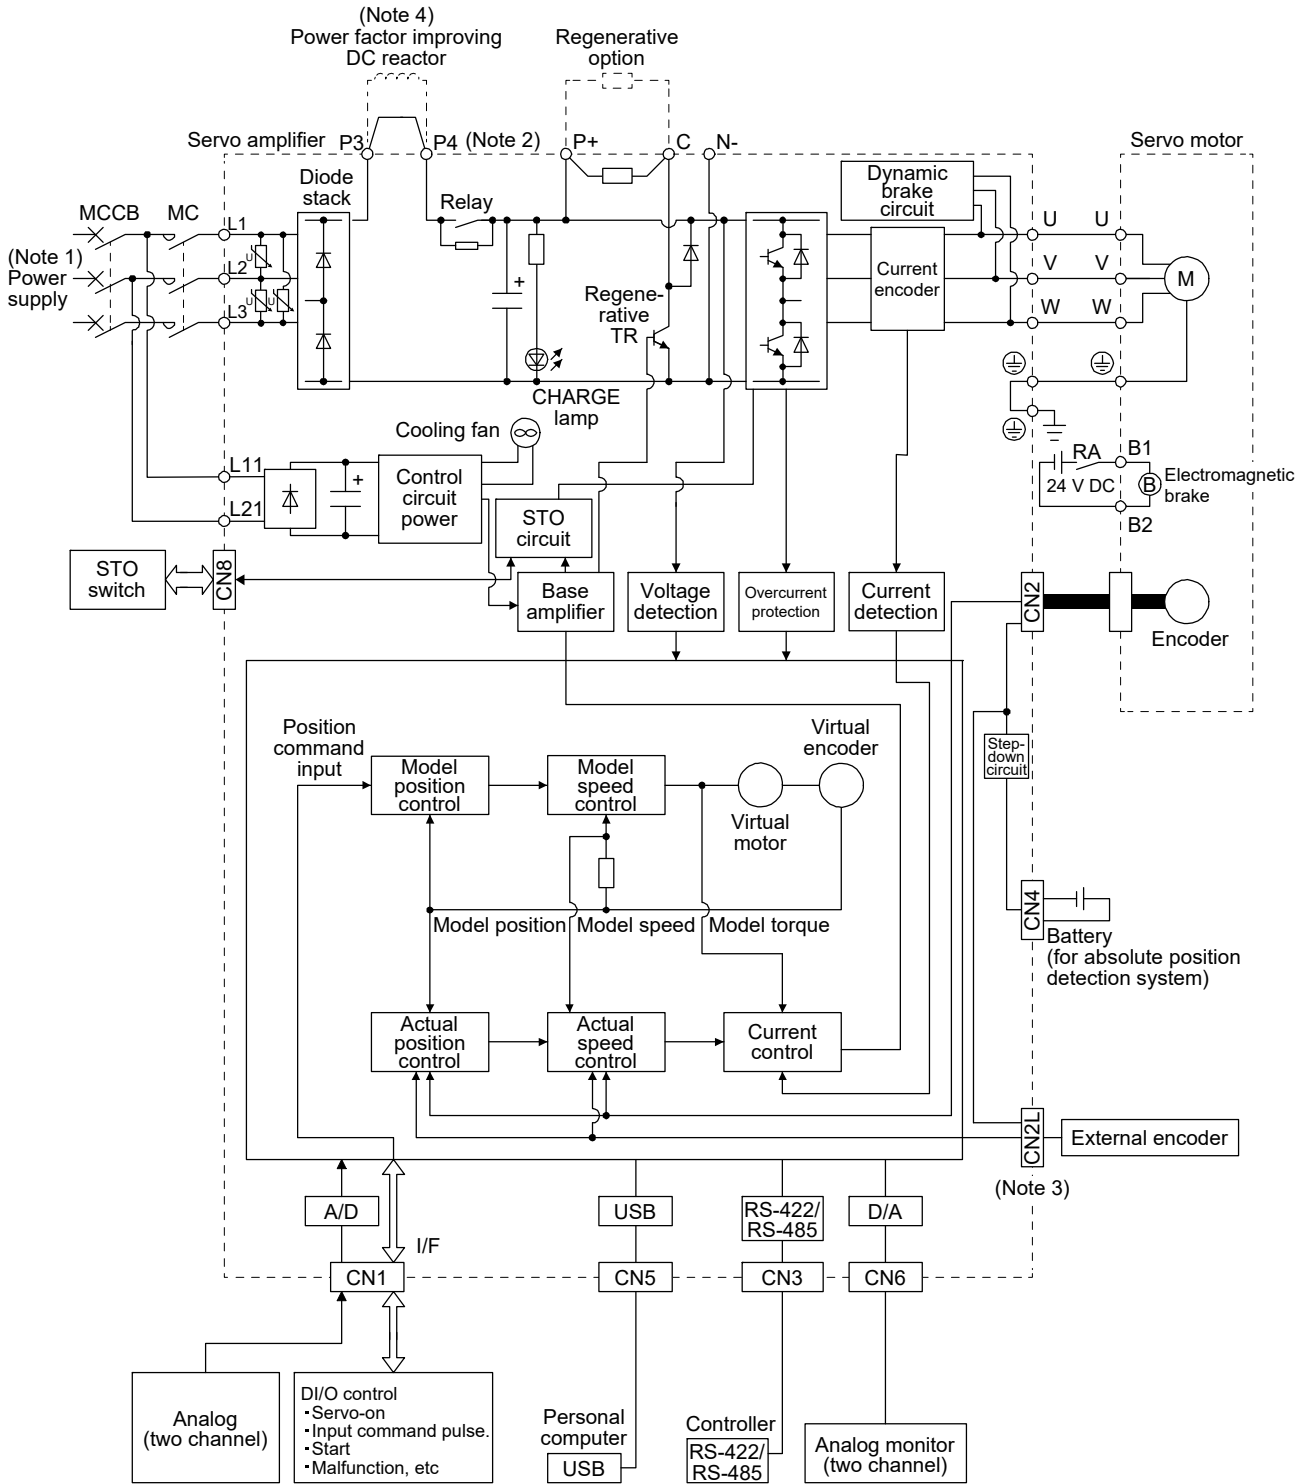 (Note 4)
Power factor improving
DC reactor
Regenerative
option
Servo amplifier
P3
P4
(Note 2)
P+
C
N-
Servo motor
Diode
stack
Dynamic
brake
circuit
MCCB
MC
L1
Relay
U
U
(Note 1)
Power
supply
U
L2
+
Current
encoder
V
V
M
U
U
L3
Regene-
rative
TR
W
W
CHARGE
lamp
Cooling fan
L11
+
Control
circuit
power
RA
B1
24 V DC
B
Electromagnetic
brake
L21
STO
circuit
B2
STO
switch
CN8
Base
amplifier
Voltage
detection
Overcurrent
protection
Current
detection
CN2
Encoder
Position
command
input
Virtual
encoder
Step-
down
circuit
Model
position
control
Model
speed
control
Virtual
motor
CN4
Model position
Model speed
Model torque
Battery
(for absolute position
detection system)
Actual
position
control
Actual
speed
control
Current
control
CN2L
External encoder
(Note 3)
A/D
USB
RS-422/
RS-485
D/A
I/F
CN1
CN5
CN3
CN6
Analog
(two channel)
DI/O control
･Servo-on
･Input command pulse.
･Start
･Malfunction, etc
Personal
computer
USB
Controller
RS-422/
RS-485
Analog monitor
(two channel)